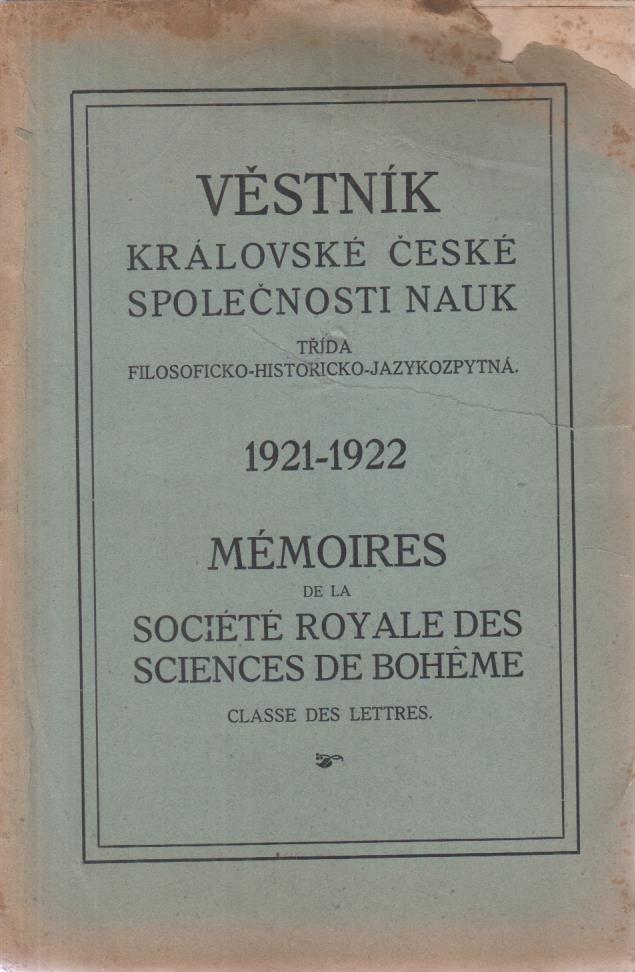 VĚSTNÍK
KRÁLOVSKÉ ČESKÉ
SPOLEČNOSTI NAUK
TŘÍDA
FILOSOFICKO-HISTORICKO-JAZYKOZPYTNÁ.
1921-1922
MÉMOIRES
DE LA
SOCIÉTÉ ROYALE DES
SCIENCES DE BOHÊME
CLASSE DES LETTRES.